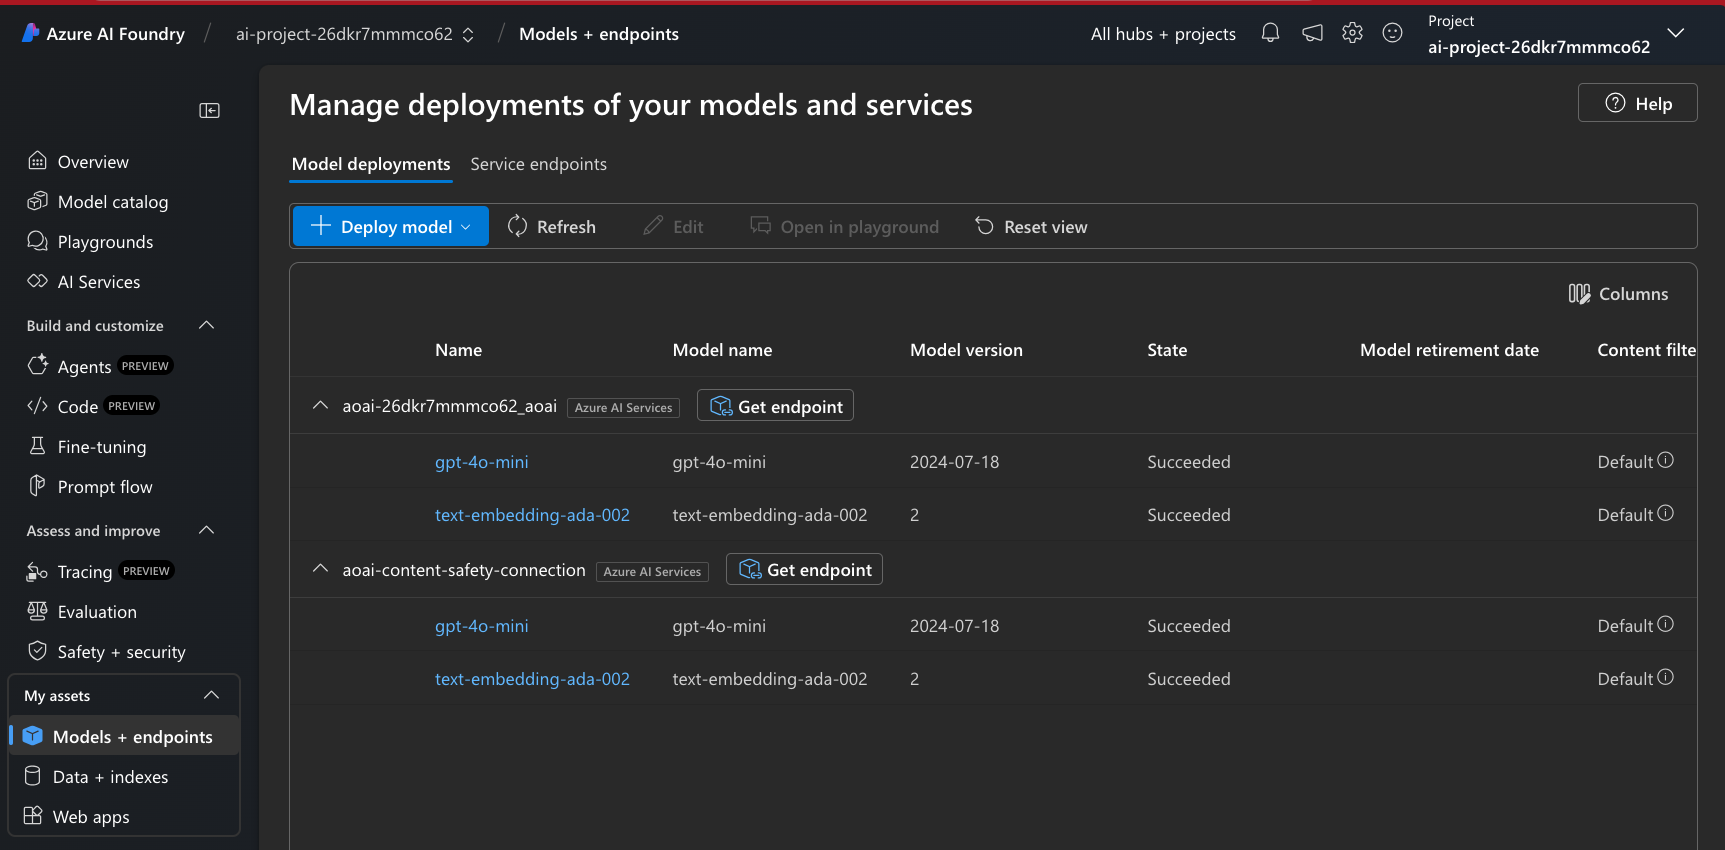 Azure AI Foundry / ai-project-26dkr7mmmco62 / Models + endpoints
All hubs + projects
Project
ai-project-26dkr7mmmco62
Overview
Model catalog
Playgrounds
AI Services
Build and customize
Agents PREVIEW
Code PREVIEW
Fine-tuning
Prompt flow
Assess and improve
Tracing PREVIEW
Evaluation
Safety + security
My assets
Models + endpoints
Data + indexes
Web apps
Manage deployments of your models and services
Help
Model deployments Service endpoints
Deploy model Refresh Edit Open in playground Reset view
Columns
Name Model name Model version State Model retirement date Content filte
aoai-26dkr7mmmco62_aoai Azure AI Services Get endpoint
gpt-4o-mini gpt-4o-mini 2024-07-18 Succeeded Default
text-embedding-ada-002 text-embedding-ada-002 2 Succeeded Default
aoai-content-safety-connection Azure AI Services Get endpoint
gpt-4o-mini gpt-4o-mini 2024-07-18 Succeeded Default
text-embedding-ada-002 text-embedding-ada-002 2 Succeeded Default